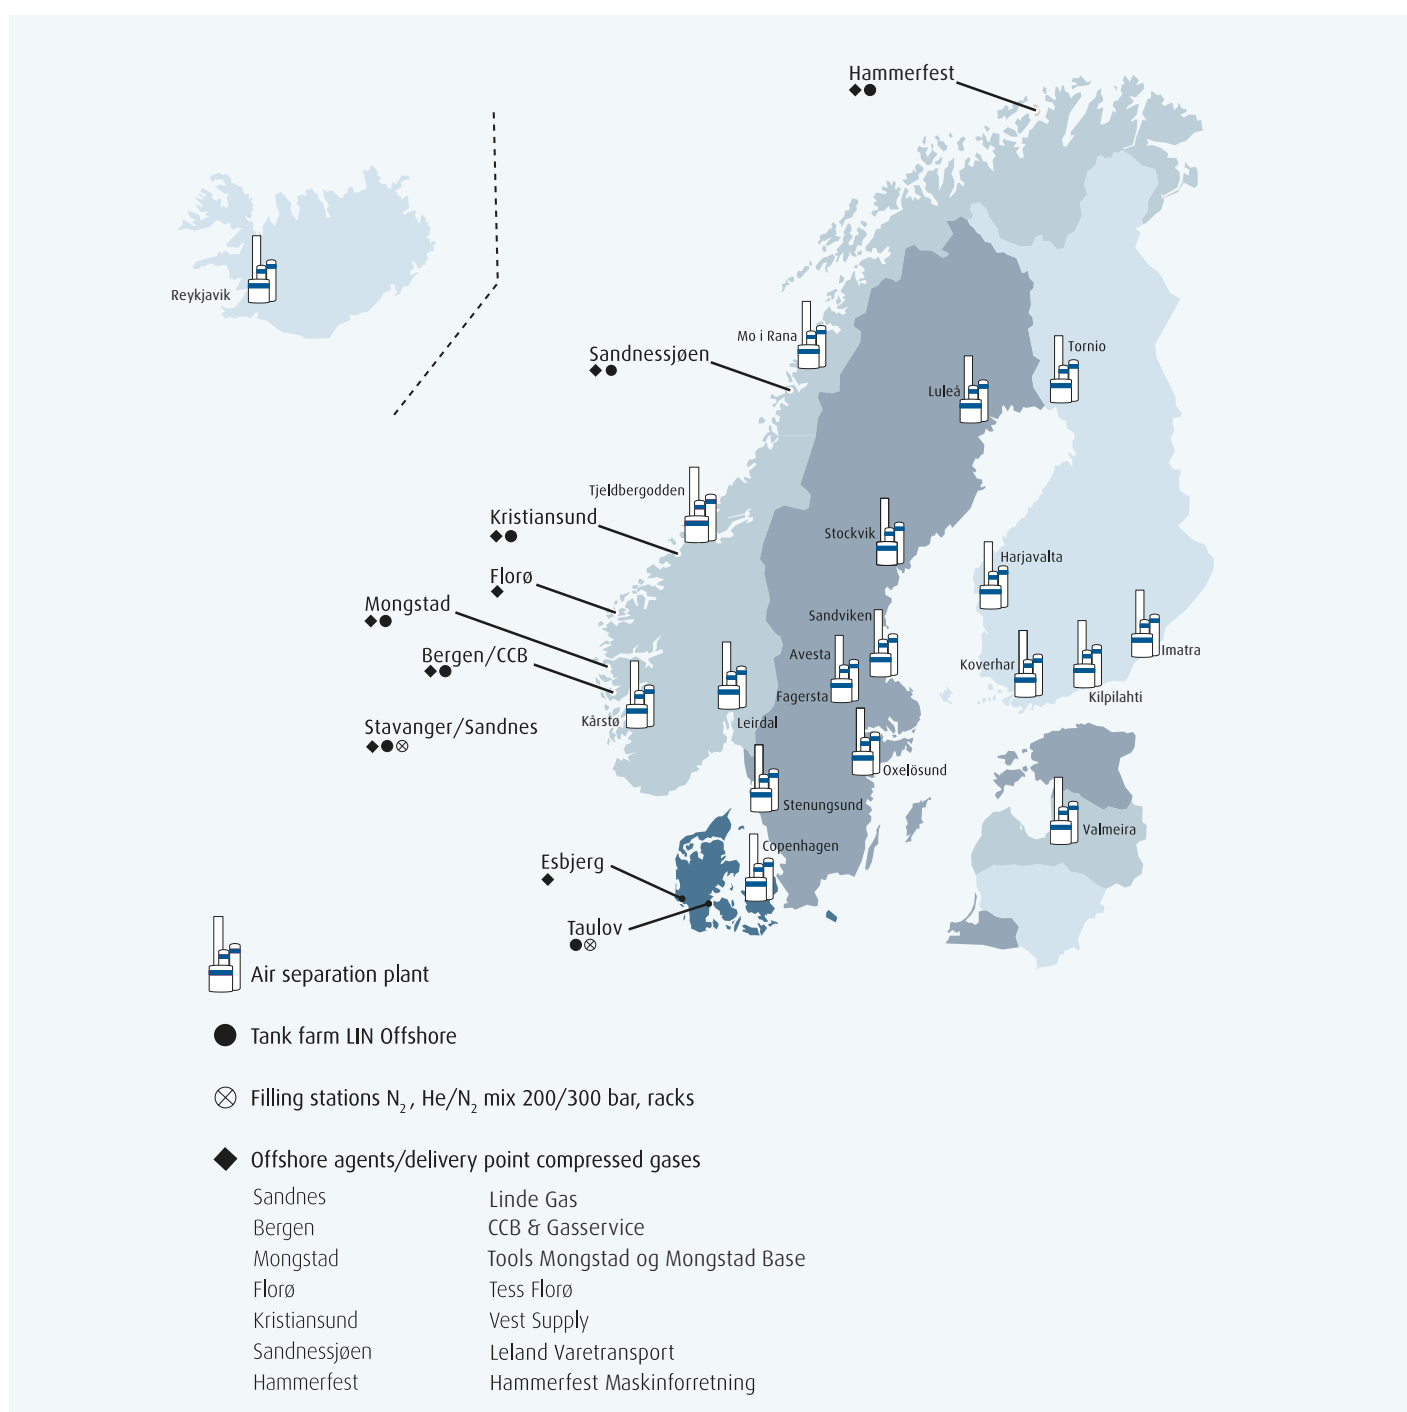 Hammerfest
Reykjavik
Mo i Rana
Tornio
Sandnessjøen
Luleå
Tjeldbergodden
Kristiansund
Stockvik
Harjavalta
Florø
Mongstad
Sandviken
Bergen/CCB
Avesta
Imatra
Koverhar
Fagersta
Kilpilahti
Kårstø
Leirdal
Stavanger/Sandnes
Oxelösund
Stenungsund
Valmeira
Copenhagen
Esbjerg
Taulov
Air separation plant
Tank farm LIN Offshore
Filling stations N₂ , He/N₂ mix 200/300 bar, racks
Offshore agents/delivery point compressed gases
Sandnes Linde Gas
Bergen CCB & Gasservice
Mongstad Tools Mongstad og Mongstad Base
Florø Tess Florø
Kristiansund Vest Supply
Sandnessjøen Leland Varetransport
Hammerfest Hammerfest Maskinforretning